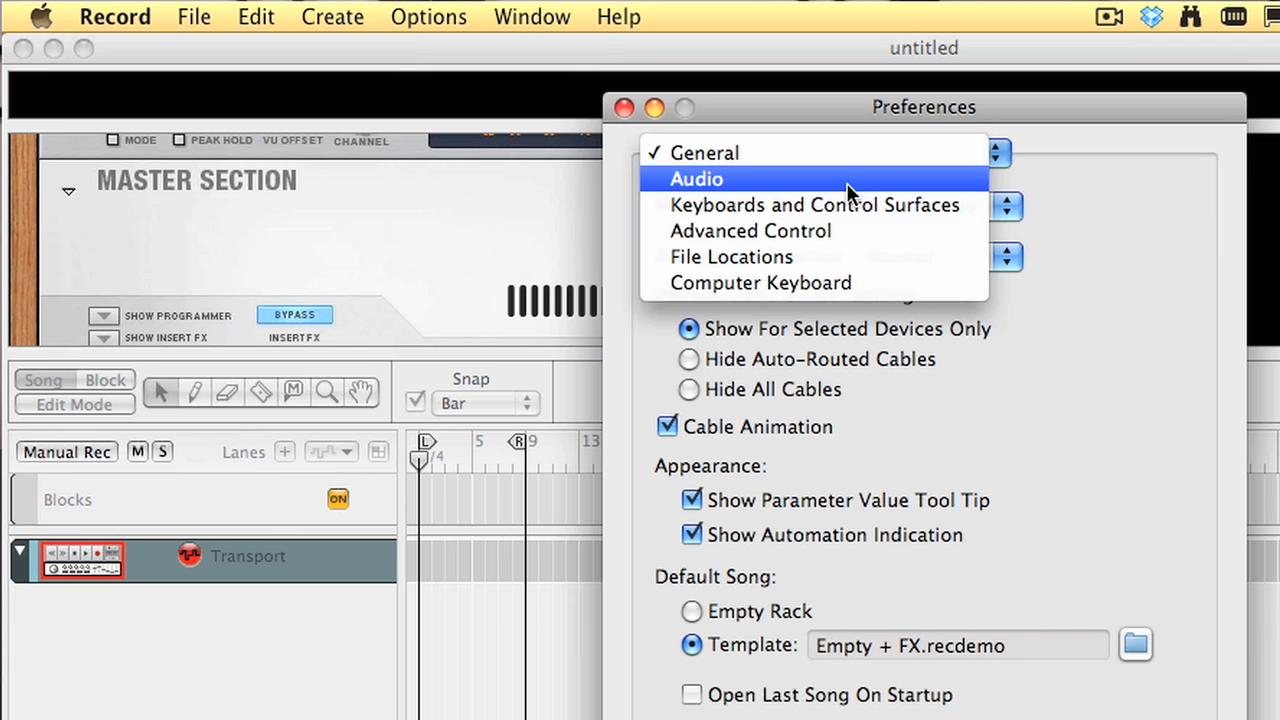 Record File Edit Create Options Window Help
untitled
Preferences
MODE PEAK HOLD VU OFFSET CHANNEL
MASTER SECTION
SHOW PROGRAMMER BYPASS
SHOW INSERT FX INSERT FX
✓ General
Audio
Keyboards and Control Surfaces
Advanced Control
File Locations
Computer Keyboard
Show For Selected Devices Only
Hide Auto-Routed Cables
Hide All Cables
Cable Animation
Appearance:
Show Parameter Value Tool Tip
Show Automation Indication
Default Song:
Empty Rack
Template: Empty + FX.recdemo
Open Last Song On Startup
Song Block
Edit Mode
M
Snap
Bar
Manual Rec M S Lanes +
L 5 R 9 13
/4
Blocks ON
Transport